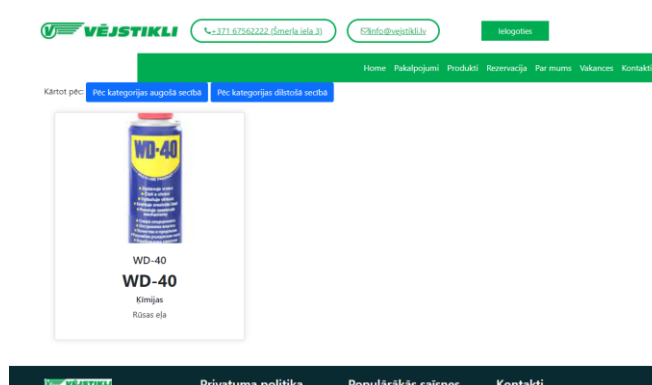 VĒJSTIKLI
+371 67562222 (Šmerļa iela 3)
info@vejstikli.lv
Ielogoties
Home Pakalpojumi Produkti Rezervacija Par mums Vakances Kontakti
Kārtot pēc: Pēc kategorijas augošā secībā Pēc kategorijas dilstošā secībā
WD-40
WD-40
WD-40
Ķīmijas
Rūsas eļa
VĒJSTIKLI
Privatuma politika Populārākās saīsnes Kontakti